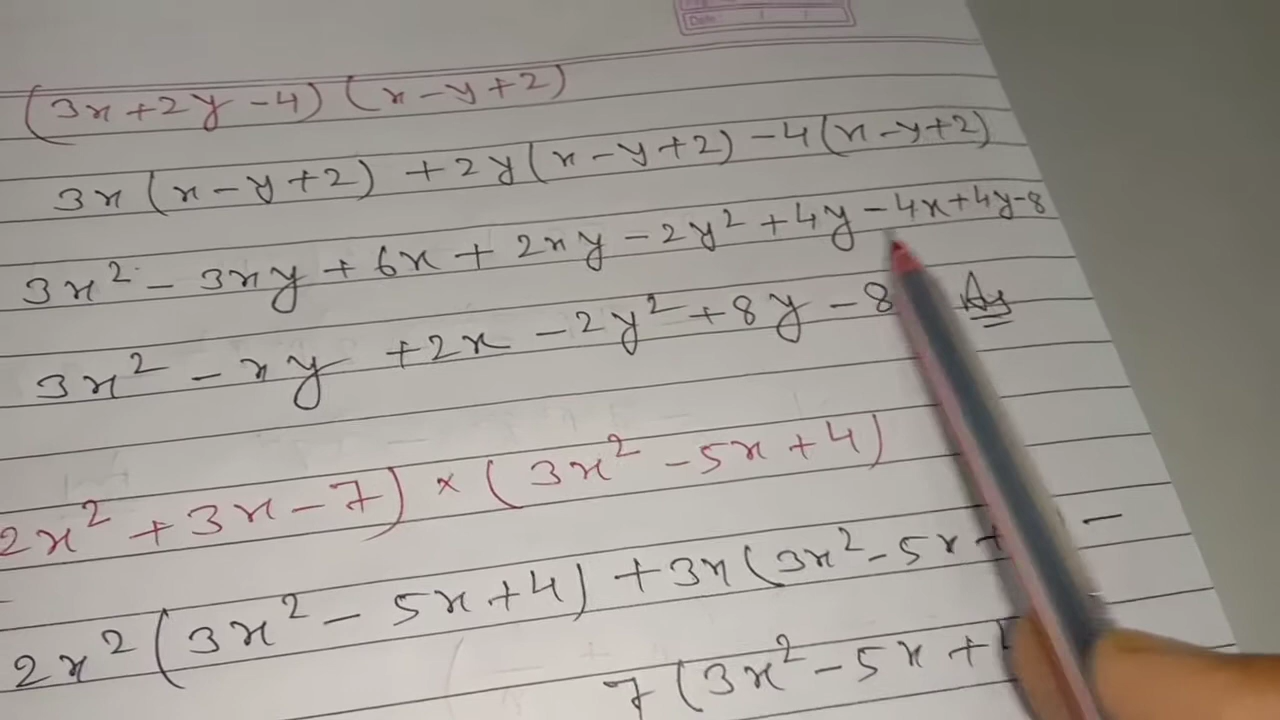 Date :
(3x+2y-4) (x-y+2)
3x(x-y+2) +2y(x-y+2) -4(x-y+2)
3x² - 3xy + 6x + 2xy - 2y² + 4y - 4x + 4y - 8
3x² - xy + 2x - 2y² + 8y - 8 Ay
2x² + 3x - 7) × (3x² - 5x + 4)
2x² (3x² - 5x + 4) + 3x (3x² - 5x + -
7 (3x² - 5x +